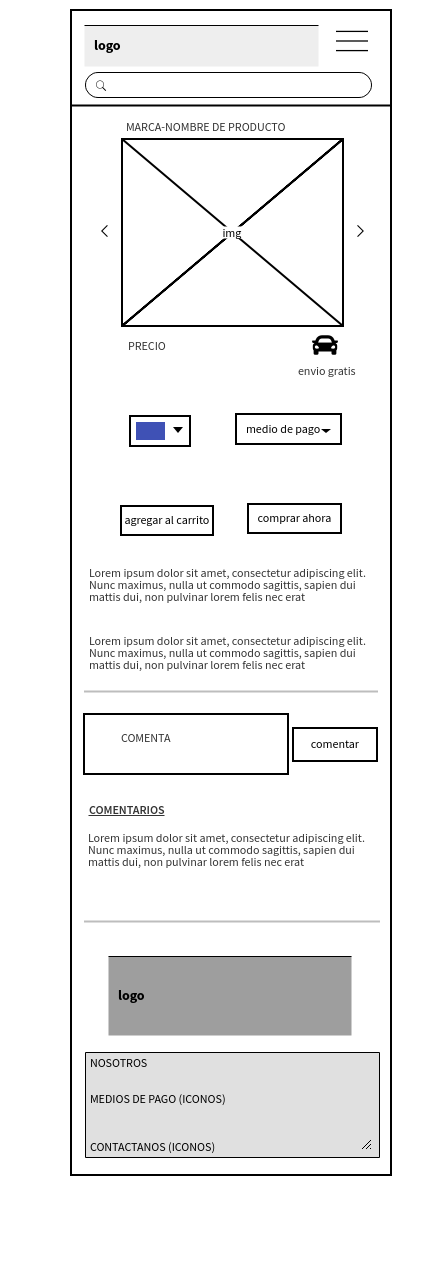 logo
MARCA-NOMBRE DE PRODUCTO
img
PRECIO
envio gratis
medio de pago
agregar al carrito
comprar ahora
Lorem ipsum dolor sit amet, consectetur adipiscing elit.
Nunc maximus, nulla ut commodo sagittis, sapien dui
mattis dui, non pulvinar lorem felis nec erat
Lorem ipsum dolor sit amet, consectetur adipiscing elit.
Nunc maximus, nulla ut commodo sagittis, sapien dui
mattis dui, non pulvinar lorem felis nec erat
COMENTA
comentar
COMENTARIOS
Lorem ipsum dolor sit amet, consectetur adipiscing elit.
Nunc maximus, nulla ut commodo sagittis, sapien dui
mattis dui, non pulvinar lorem felis nec erat
logo
NOSOTROS
MEDIOS DE PAGO (ICONOS)
CONTACTANOS (ICONOS)